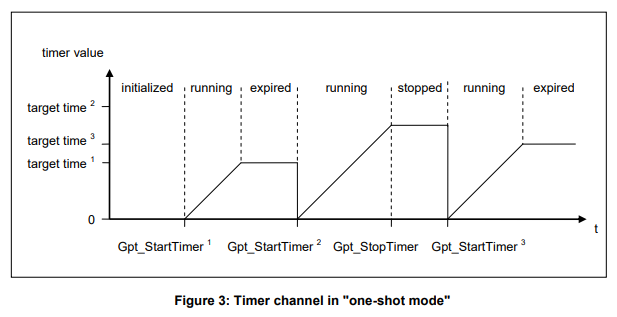 timer value
initialized running expired running stopped running expired
target time 2
target time 3
target time 1
0
t
Gpt_StartTimer 1 Gpt_StartTimer 2 Gpt_StopTimer Gpt_StartTimer 3
Figure 3: Timer channel in "one-shot mode"